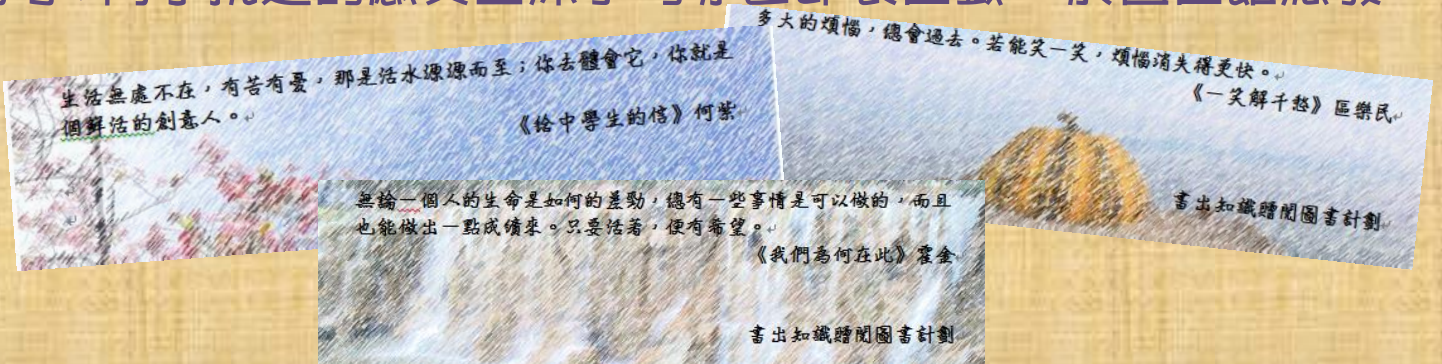 生活無處不在，有苦有憂，那是活水源源而至；你去體會它，你就是
個鮮活的創意人。
《給中學生的信》何紫
多大的煩惱，總會過去。若能笑一笑，煩惱消失得更快。
《一笑解千愁》區樂民
書出知識贈閱圖書計劃
無論一個人的生命是如何的差勁，總有一些事情是可以做的，而且
也能做出一點成績來。只要活著，便有希望。
《我們為何在此》霍金
書出知識贈閱圖書計劃